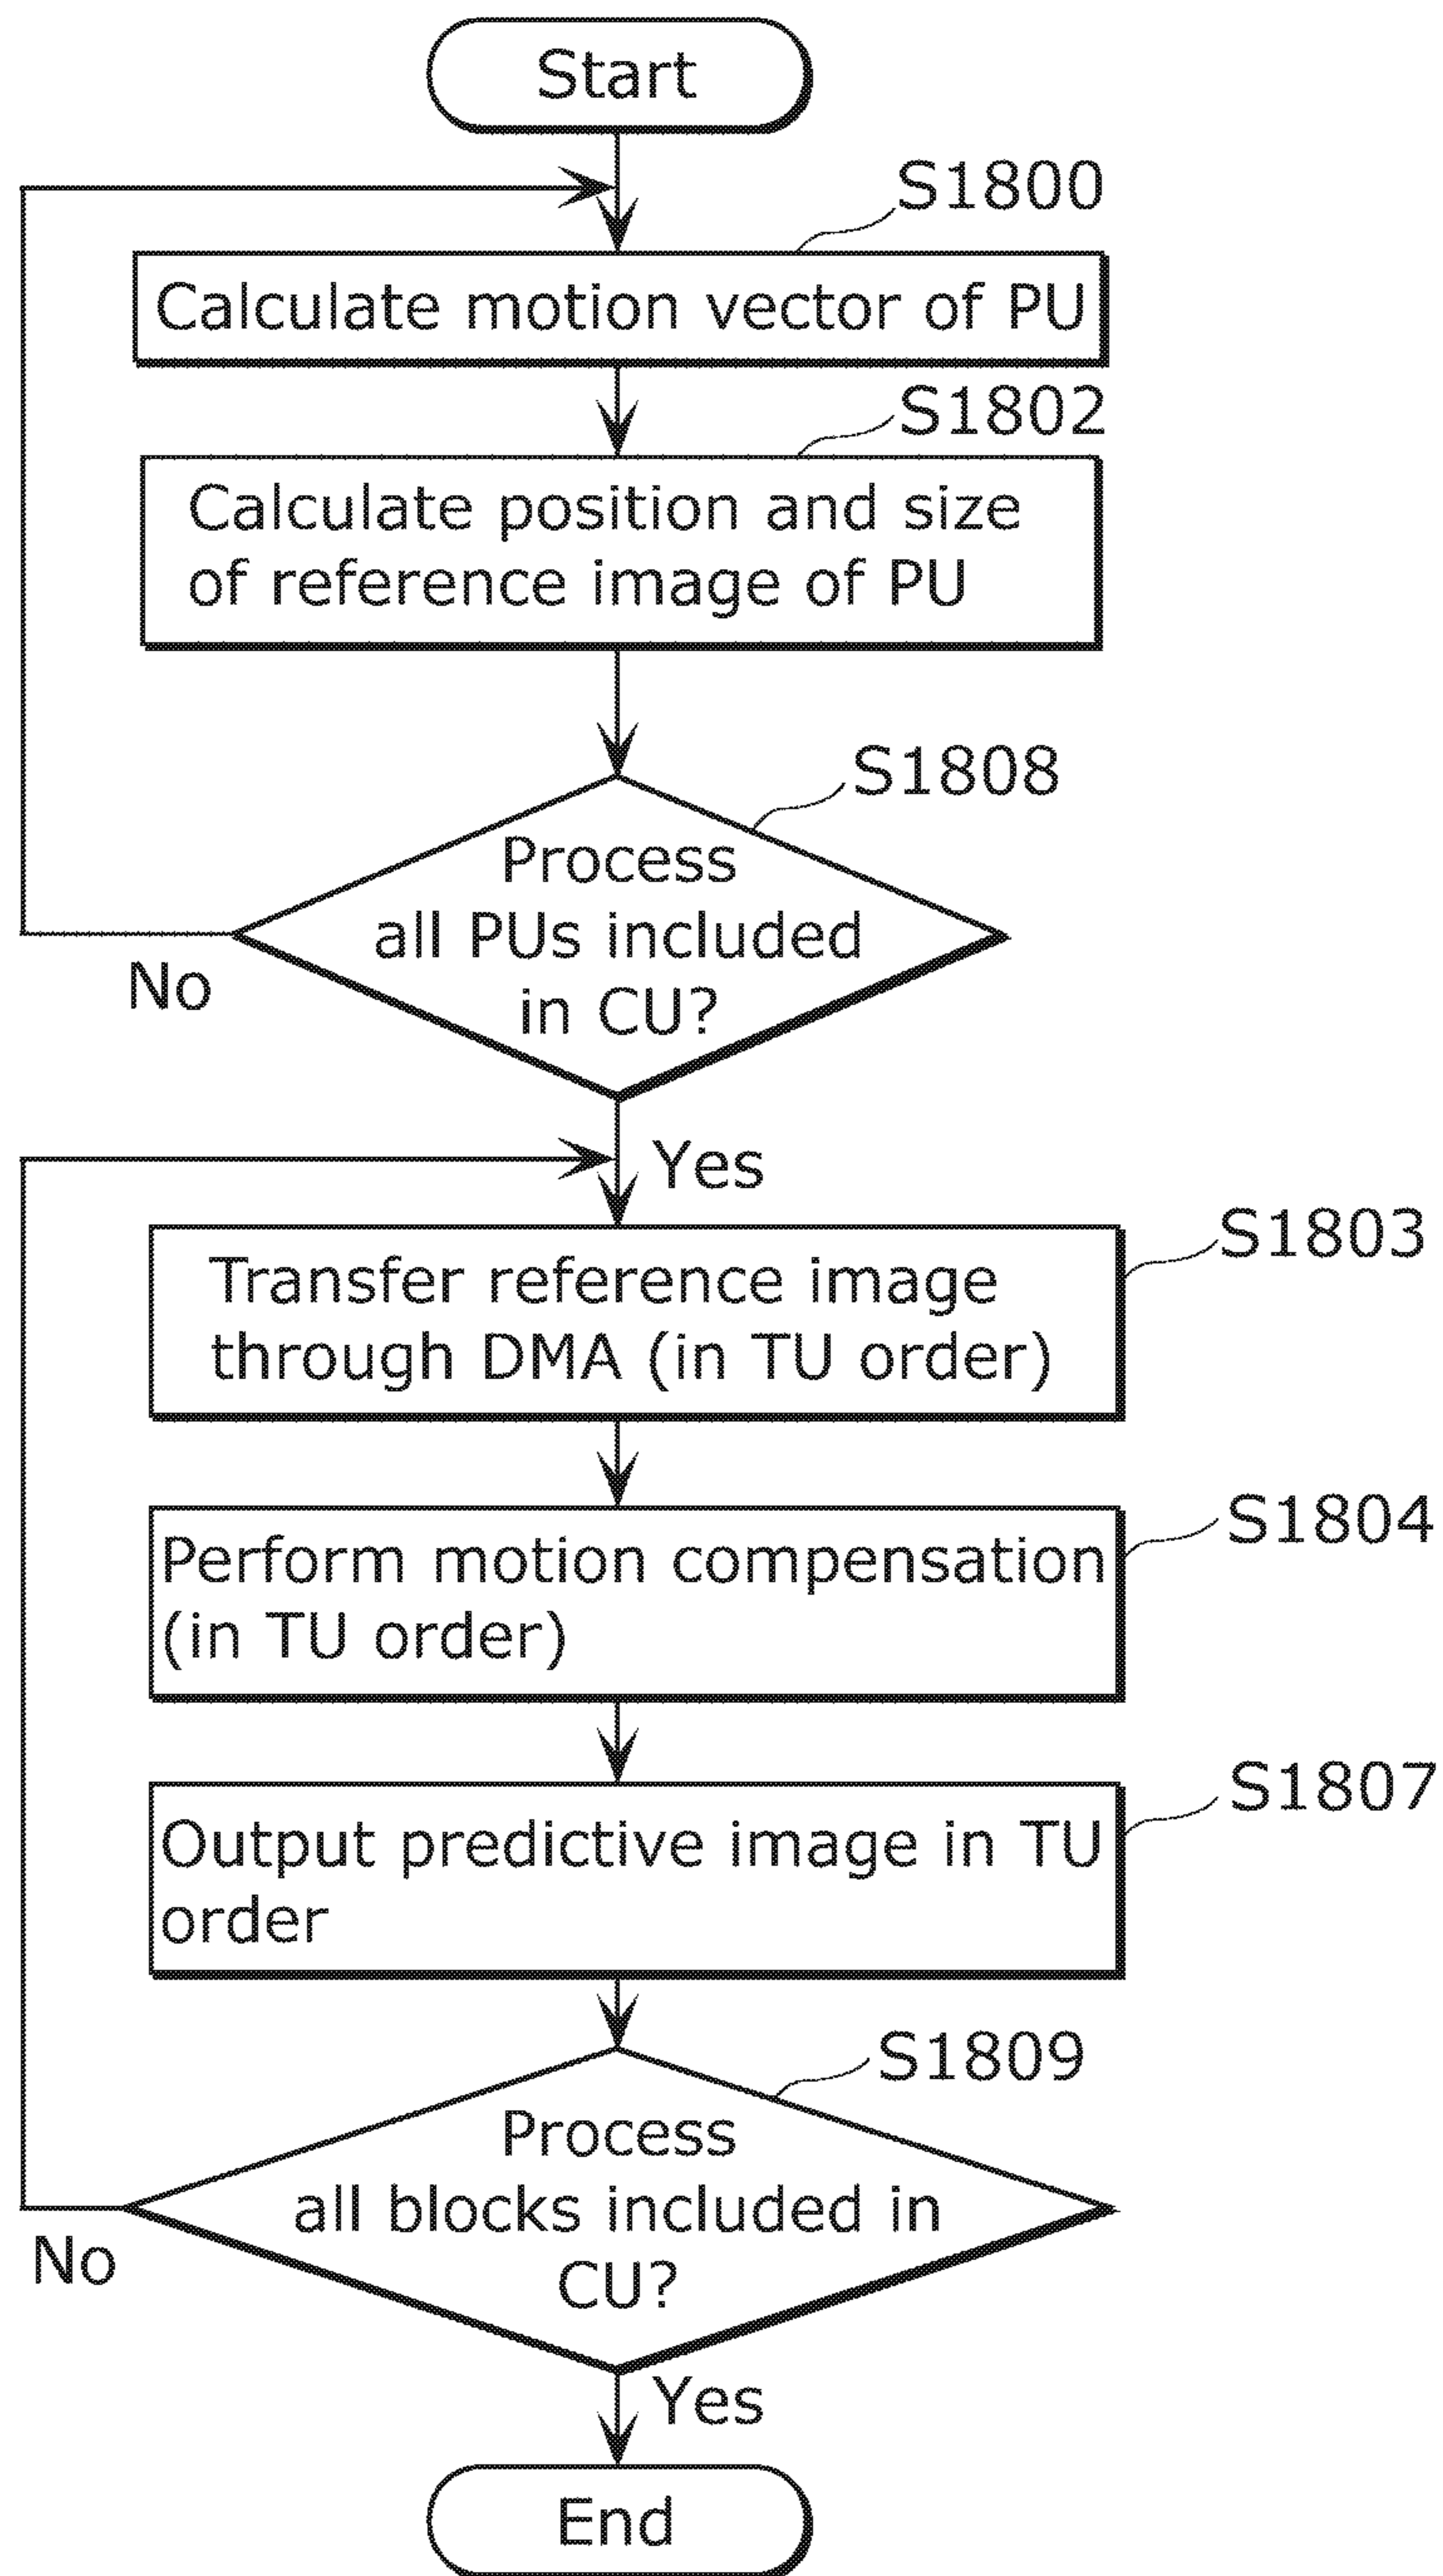 Start
S1800
Calculate motion vector of PU
S1802
Calculate position and size
of reference image of PU
S1808
Process
all PUs included
in CU?
No
Yes
S1803
Transfer reference image
through DMA (in TU order)
S1804
Perform motion compensation
(in TU order)
S1807
Output predictive image in TU
order
S1809
Process
all blocks included in
CU?
No
Yes
End